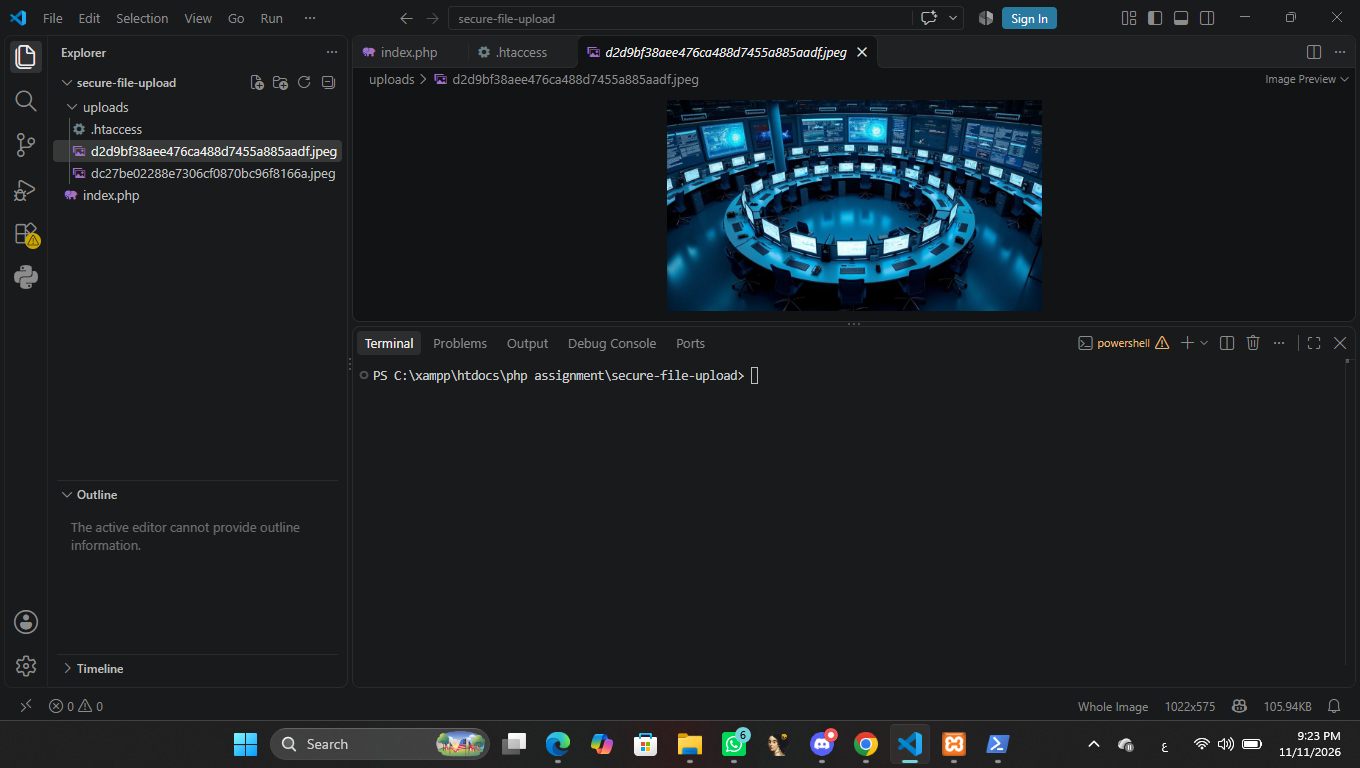 File Edit Selection View Go Run ···
secure-file-upload
Sign In
Explorer
secure-file-upload
uploads
.htaccess
d2d9bf38aee476ca488d7455a885aadf.jpeg
dc27be02288e7306cf0870bc96f8166a.jpeg
index.php
Outline
The active editor cannot provide outline
information.
Timeline
index.php .htaccess d2d9bf38aee476ca488d7455a885aadf.jpeg
uploads > d2d9bf38aee476ca488d7455a885aadf.jpeg
Image Preview
Terminal Problems Output Debug Console Ports
powershell
PS C:\xampp\htdocs\php assignment\secure-file-upload>
0 0
Whole Image 1022x575 105.94KB
Search
6
ع
9:23 PM
11/11/2026